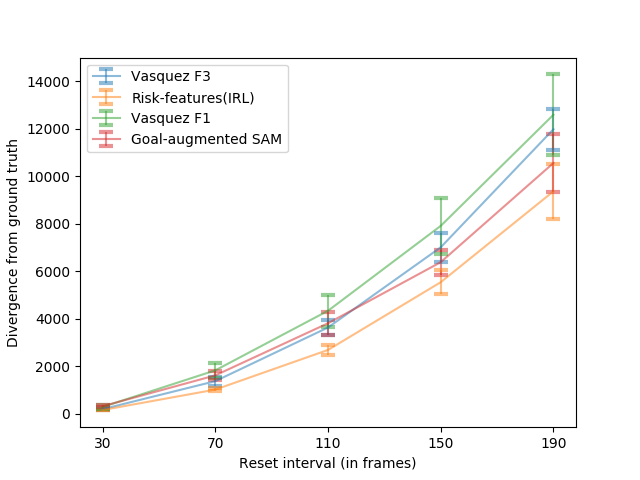 Vasquez F3
Risk-features(IRL)
Vasquez F1
Goal-augmented SAM
14000
12000
10000
8000
6000
4000
2000
0
Divergence from ground truth
30 70 110 150 190
Reset interval (in frames)